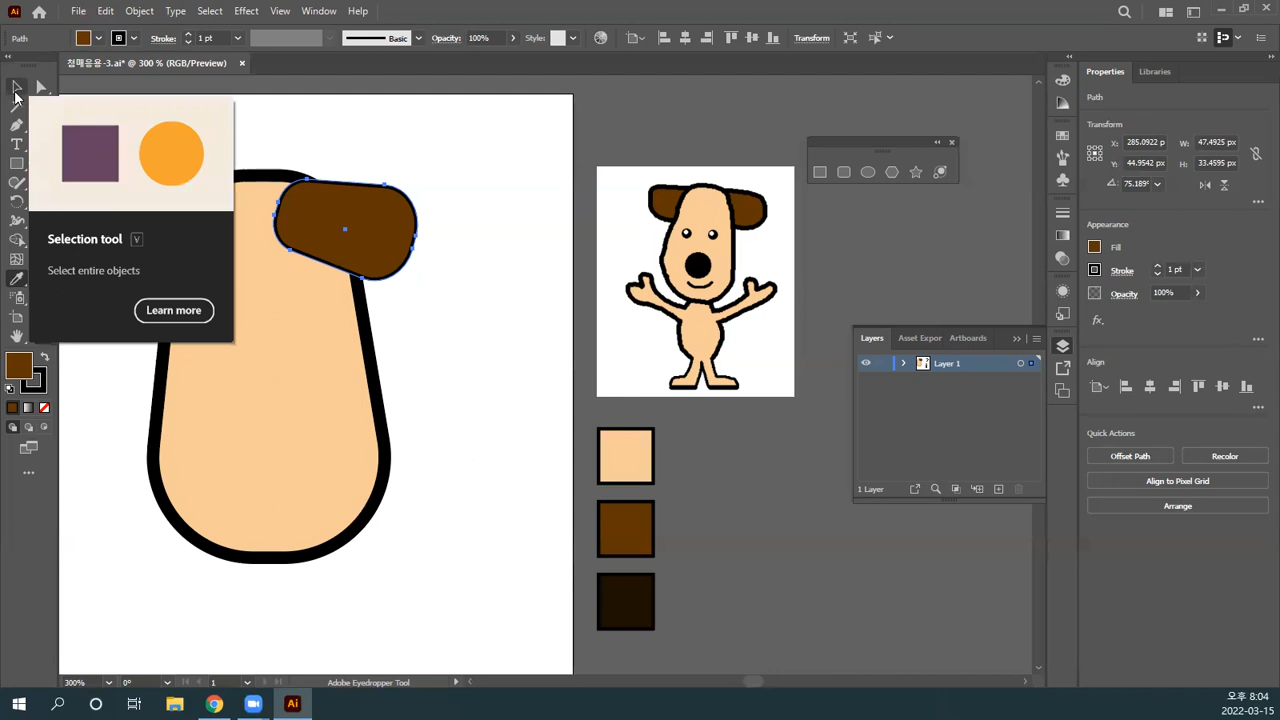 Ai File Edit Object Type Select Effect View Window Help
Path Stroke: 1 pt Basic Opacity: 100% Style: Transform
첨매응용-3.ai* @ 300 % (RGB/Preview)
Selection tool V
Select entire objects
Learn more
Layers Asset Expor Artboards
Layer 1
1 Layer
Properties Libraries
Path
Transform
X: 285.0922 p W: 47.4925 px
Y: 44.9542 p H: 33.4595 px
75.189°
Appearance
Fill
Stroke 1 pt
Opacity 100%
fx.
Align
Quick Actions
Offset Path Recolor
Align to Pixel Grid
Arrange
300% 0° 1 Adobe Eyedropper Tool
Ai
오후 8:04
2022-03-15